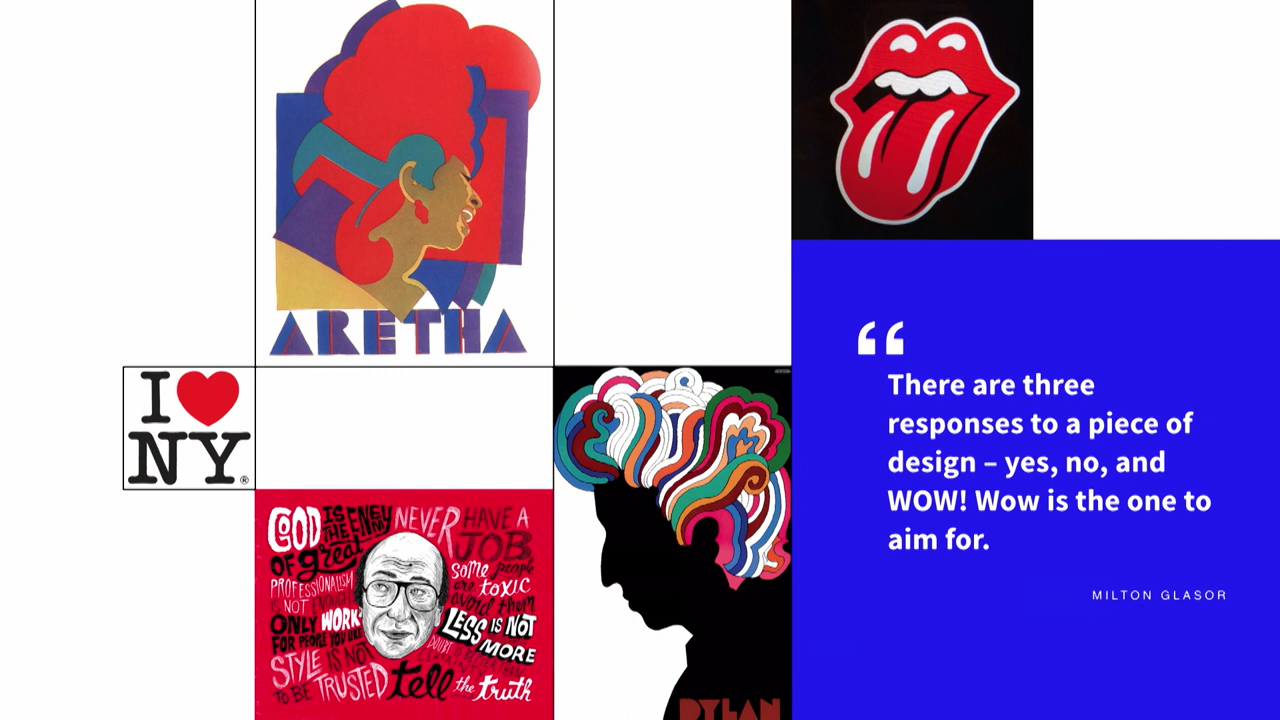 ARETHA
I ❤ NY®
GOOD IS THE ENEMY OF great
PROFESSIONALISM IS NOT ENOUGH
ONLY WORK
FOR PEOPLE YOU LIKE
STYLE IS NOT
TO BE TRUSTED
NEVER HAVE A JOB
some people
are toxic
avoid them
LESS IS NOT
MORE
DOUBT
tell the truth
DYLAN
“
There are three
responses to a piece of
design – yes, no, and
WOW! Wow is the one to
aim for.
MILTON GLASOR